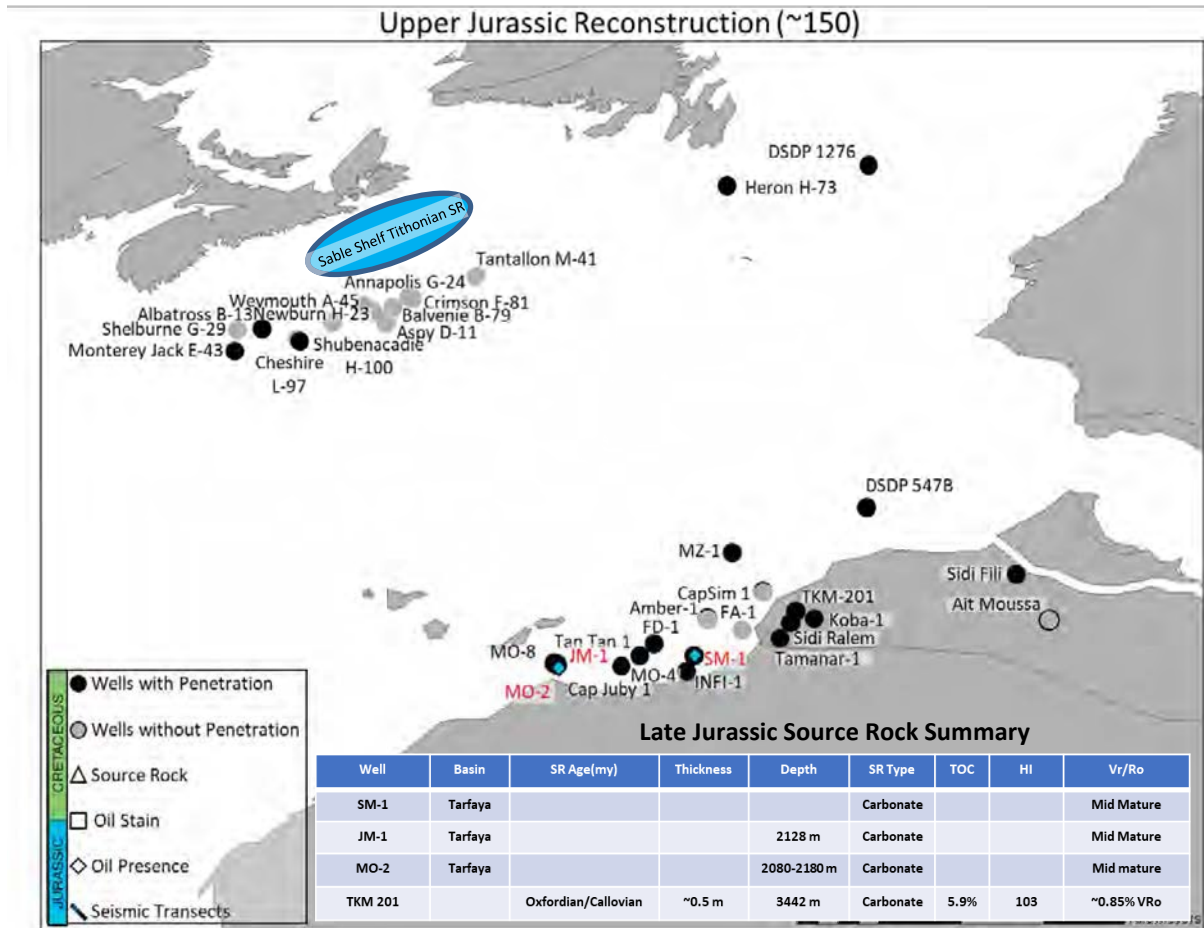 Upper Jurassic Reconstruction (~150)
DSDP 1276
Heron H-73
Sable Shelf Tithonian SR
Tantallon M-41
Annapolis G-24
Weymouth A-45
Crimson F-81
Albatross B-13
Newburn H-23
Balvenie B-79
Shelburne G-29
Aspy D-11
Monterey Jack E-43
Shubenacadie
H-100
Cheshire
L-97
DSDP 547B
MZ-1
Sidi Fili
CapSim 1
TKM-201
Ait Moussa
Amber-1
FA-1
Koba-1
FD-1
Sidi Ralem
Tan Tan 1
MO-8
JM-1
SM-1
Tamanar-1
MO-4
INFI-1
MO-2
Cap Juby 1
CRETACEOUS
JURASSIC
Wells with Penetration
Wells without Penetration
Source Rock
Oil Stain
Oil Presence
Seismic Transects
Late Jurassic Source Rock Summary
Well Basin SR Age(my) Thickness Depth SR Type TOC HI Vr/Ro
SM-1 Tarfaya Carbonate Mid Mature
JM-1 Tarfaya 2128 m Carbonate Mid Mature
MO-2 Tarfaya 2080-2180 m Carbonate Mid mature
TKM 201 Oxfordian/Callovian ~0.5 m 3442 m Carbonate 5.9% 103 ~0.85% VRo